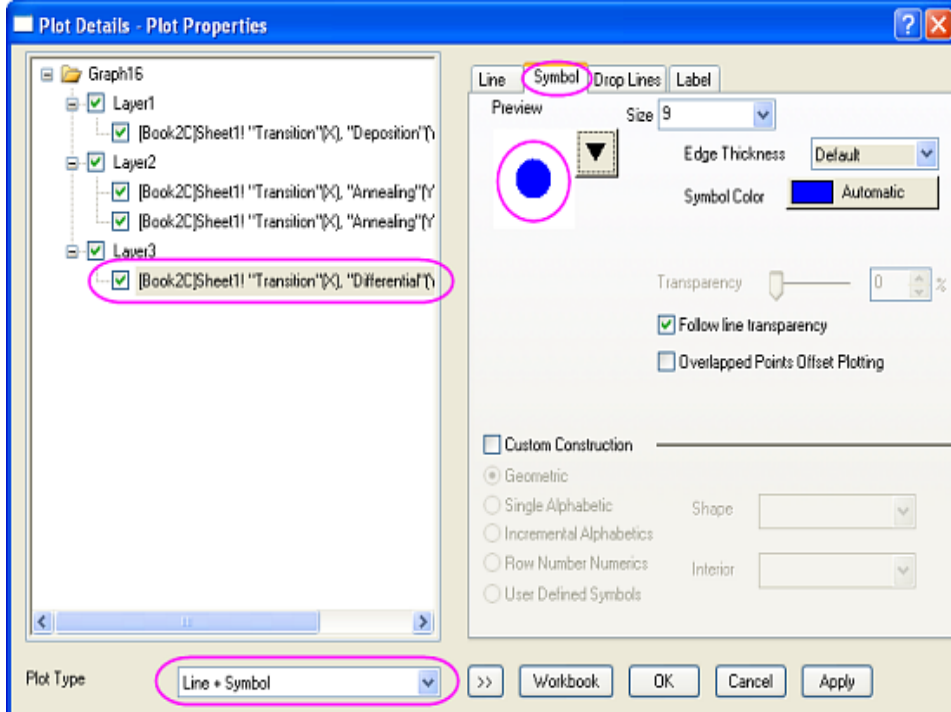 Plot Details - Plot Properties
Graph16
Layer1
[Book2C]Sheet1! "Transition"(X), "Deposition"(Y
Layer2
[Book2C]Sheet1! "Transition"(X), "Annealing"(Y
[Book2C]Sheet1! "Transition"(X), "Annealing"(Y
Layer3
[Book2C]Sheet1! "Transition"(X), "Differential"(Y
Plot Type
Line + Symbol
Line Symbol Drop Lines Label
Preview
Size 9
Edge Thickness Default
Symbol Color Automatic
Transparency 0 %
Follow line transparency
Overlapped Points Offset Plotting
Custom Construction
Geometric
Single Alphabetic
Incremental Alphabetics
Row Number Numerics
User Defined Symbols
Shape
Interior
>> Workbook OK Cancel Apply